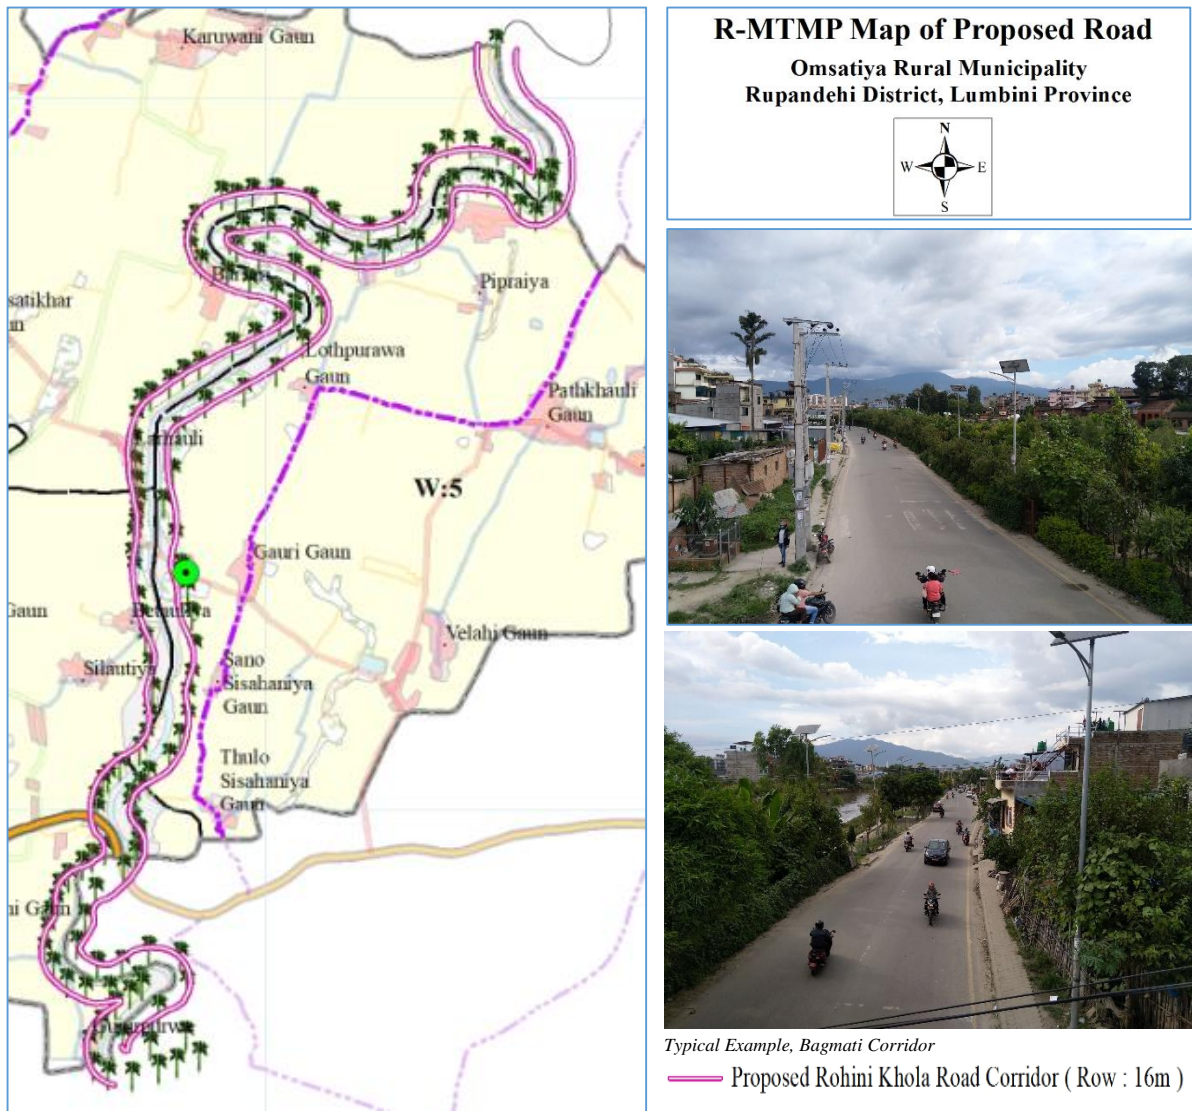 R-MTMP Map of Proposed Road
Omsatiya Rural Municipality
Rupandehi District, Lumbini Province
N
W E
S
Karuwani Gaun
Pipraiya
satikhar
Lothpurawa
Gaun
Pathkhauli
Gaun
W:5
Gauri Gaun
Gaun
Velahi Gaun
Silautiya
Sano
Sisahaniya
Gaun
Thulo
Sisahaniya
Gaun
ni Gaun
Typical Example, Bagmati Corridor
Proposed Rohini Khola Road Corridor ( Row : 16m )